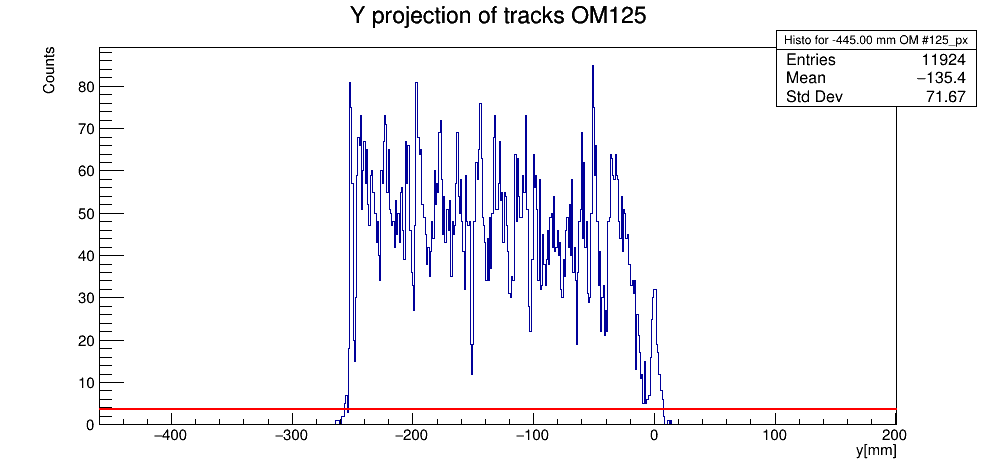 Y projection of tracks OM125
Histo for -445.00 mm OM #125_px
Entries 11924
Mean −135.4
Std Dev 71.67
Counts
80
70
60
50
40
30
20
10
0
−400 −300 −200 −100 0 100 200
y[mm]